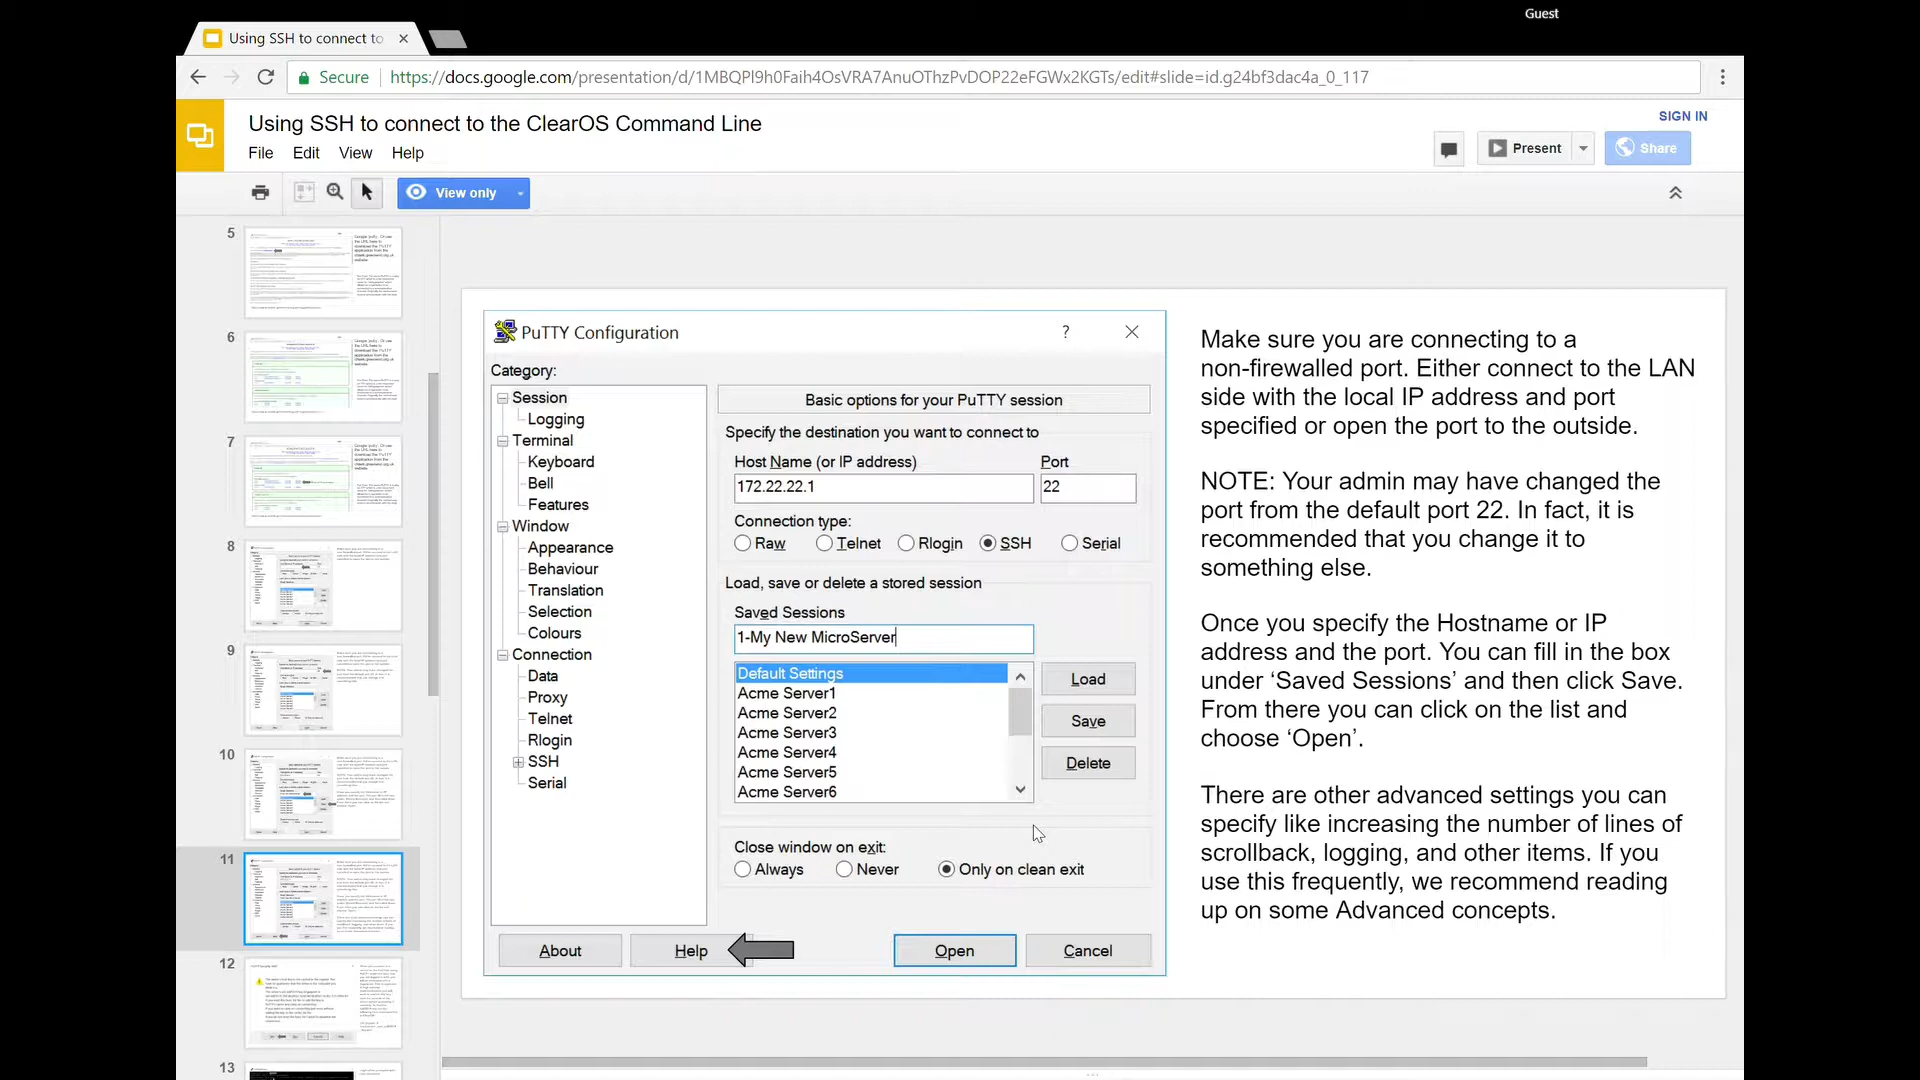 Guest
Using SSH to connect to
Secure
https://docs.google.com/presentation/d/1MBQPl9h0Faih4OsVRA7AnuOThzPvDOP22eFGWx2KGTs/edit#slide=id.g24bf3dac4a_0_117
Using SSH to connect to the ClearOS Command Line
SIGN IN
File Edit View Help
Present
Share
View only
5
6
7
8
9
10
11
12
13
PuTTY Configuration
?
Category:
Session
Logging
Terminal
Keyboard
Bell
Features
Window
Appearance
Behaviour
Translation
Selection
Colours
Connection
Data
Proxy
Telnet
Rlogin
SSH
Serial
Basic options for your PuTTY session
Specify the destination you want to connect to
Host Name (or IP address) Port
172.22.22.1 22
Connection type:
Raw Telnet Rlogin SSH Serial
Load, save or delete a stored session
Saved Sessions
1-My New MicroServer
Default Settings
Acme Server1
Acme Server2
Acme Server3
Acme Server4
Acme Server5
Acme Server6
Load
Save
Delete
Close window on exit:
Always Never Only on clean exit
About Help Open Cancel
Make sure you are connecting to a
non-firewalled port. Either connect to the LAN
side with the local IP address and port
specified or open the port to the outside.
NOTE: Your admin may have changed the
port from the default port 22. In fact, it is
recommended that you change it to
something else.
Once you specify the Hostname or IP
address and the port. You can fill in the box
under ‘Saved Sessions’ and then click Save.
From there you can click on the list and
choose ‘Open’.
There are other advanced settings you can
specify like increasing the number of lines of
scrollback, logging, and other items. If you
use this frequently, we recommend reading
up on some Advanced concepts.